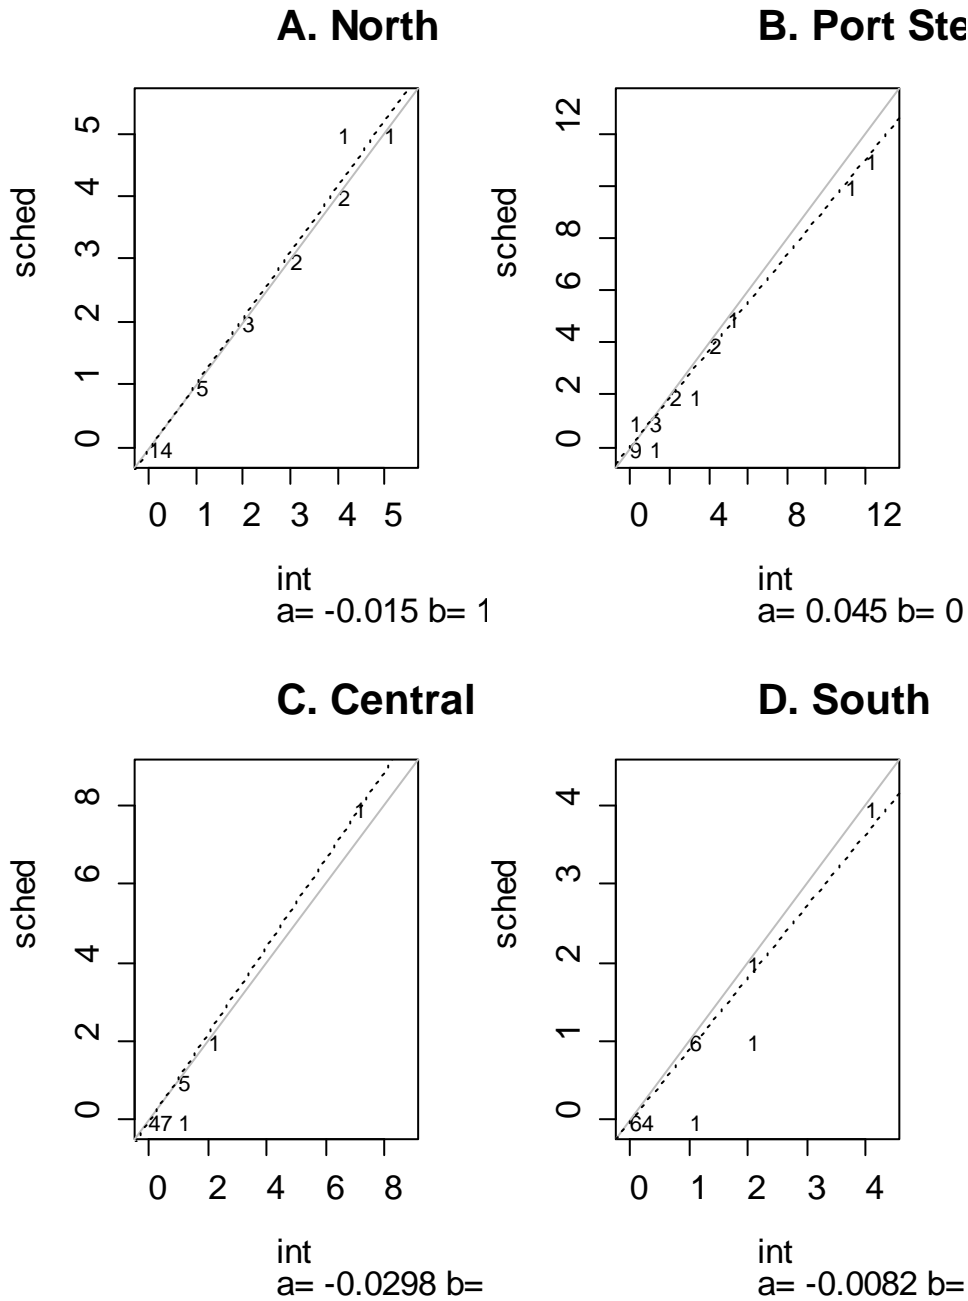 A. North
sched
5
4
3
2
1
0
1
1
2
2
3
5
14
0 1 2 3 4 5
int
a= -0.015 b= 1
B. Port Ste
sched
12
8
6
4
2
0
1
1
1
2
2 1
1 3
9 1
0 4 8 12
int
a= 0.045 b= 0
C. Central
sched
8
6
4
2
0
1
1
5
47 1
0 2 4 6 8
int
a= -0.0298 b=
D. South
sched
4
3
2
1
0
1
1
6 1
64 1
0 1 2 3 4
int
a= -0.0082 b=